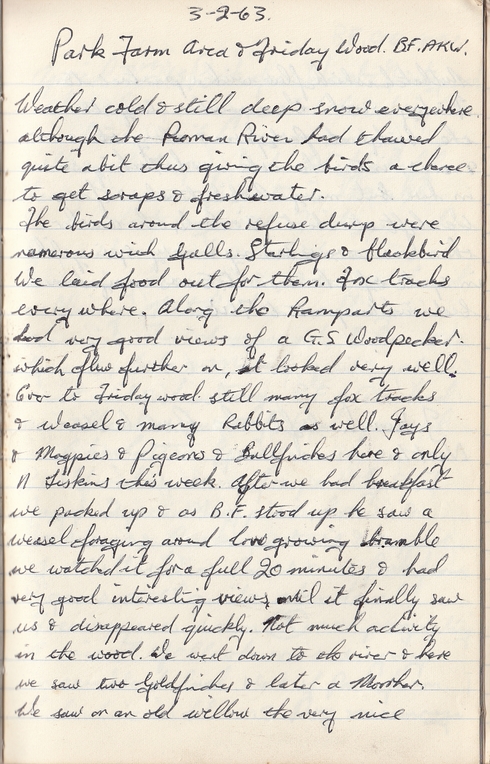 3-2-63.
Park Farm Area & Friday Wood. BF. AKW.
Weather cold & still deep snow everywhere
although the Roman River had thawed
quite abit thus giving the birds a chance
to get scraps & freshwater.
The birds around the refuse dump were
numerous with Gulls. Starlings & Blackbird
We laid food out for them. Fox tracks
everywhere. Along the Ramparts we
had very good views of a G.S Woodpecker.
which flew further on, it looked very well.
Over to Friday wood still many fox tracks
& Weasel & many Rabbits as well. Jays
& Magpies & Pigeons & Bullfinches here & only
11 Siskins this week. After we had breakfast
we packed up & as B.F. stood up he saw a
weasel foraging around low growing bramble
we watched it for a full 20 minutes & had
very good interesting views until it finally saw
us & disappeared quickly. Not much activity
in the wood. We went down to the river & here
we saw two Goldfinches & later a Moorhen.
We saw on an old willow the very nice